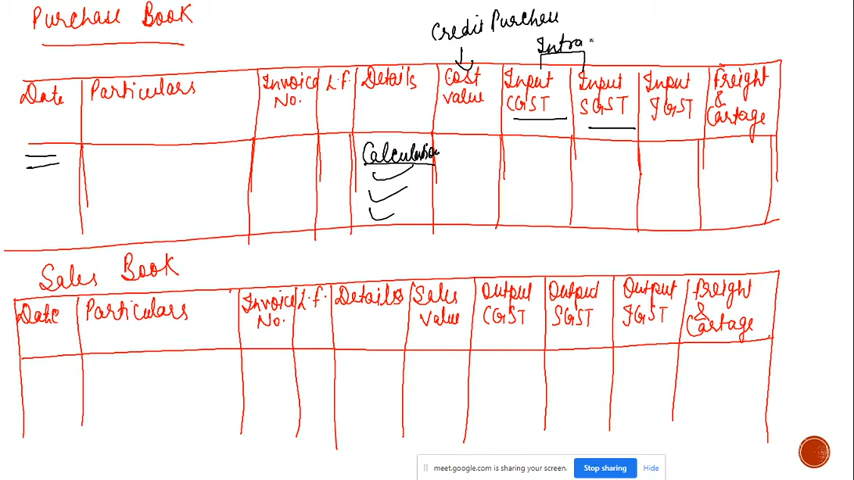 Purchase Book
Credit Purchase
Intra
Date
Particulars
Invoice No.
L.F.
Details
Cost value
Input CGST
Input SGST
Input IGST
Freight & Cartage
Calculation
Sales Book
Date
Particulars
Invoice No.
L.f.
Details
Sales value
Output CGST
Output SGST
Output IGST
freight & Cartage
meet.google.com is sharing your screen.
Stop sharing
Hide